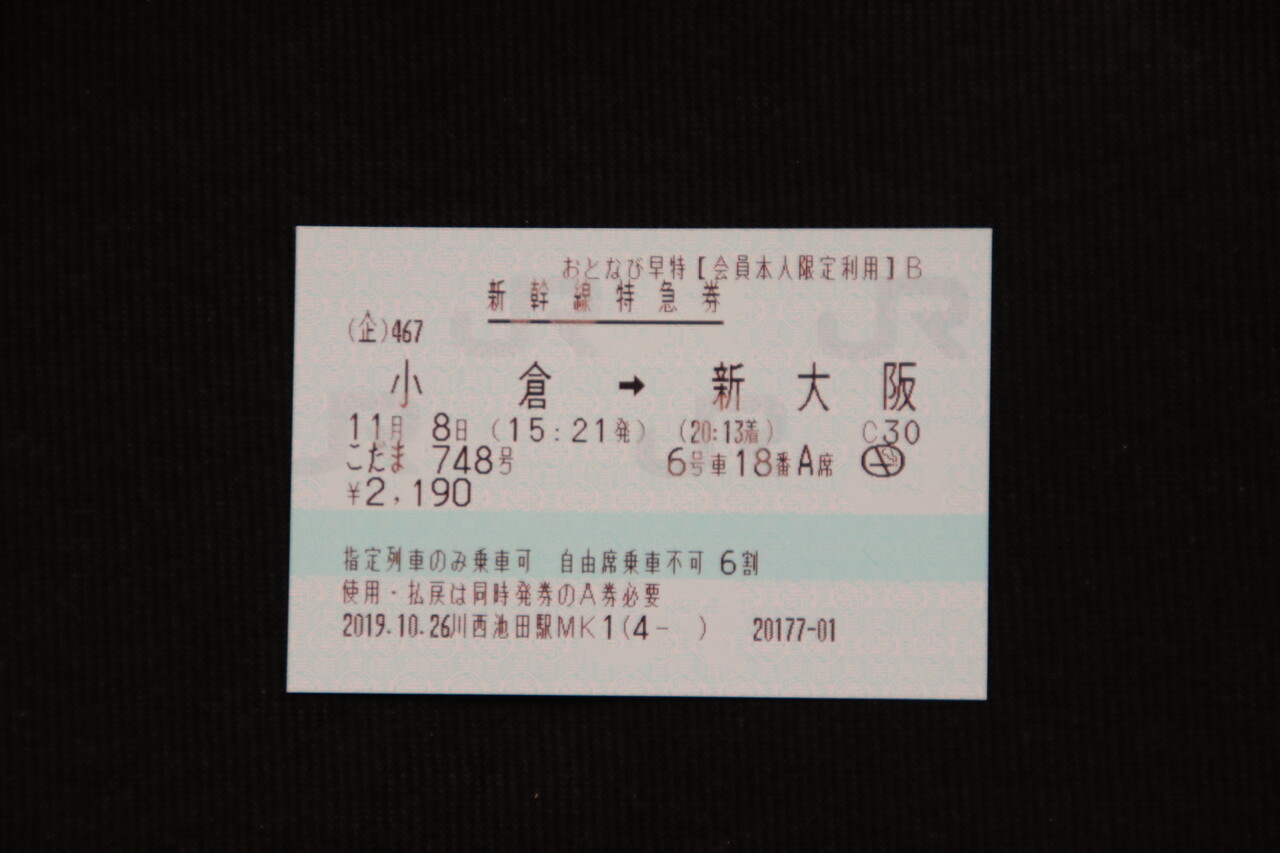 おとなび早特【会員本人限定利用】B
新幹線特急券
(企)467
小倉 → 新大阪
11月 8日 (15:21発) (20:13着) C30
こだま 748号 6号車18番A席
¥2,190
指定列車のみ乗車可 自由席乗車不可 6割
使用・払戻は同時発券のA券必要
2019.10.26川西池田駅MK1(4- ) 20177-01